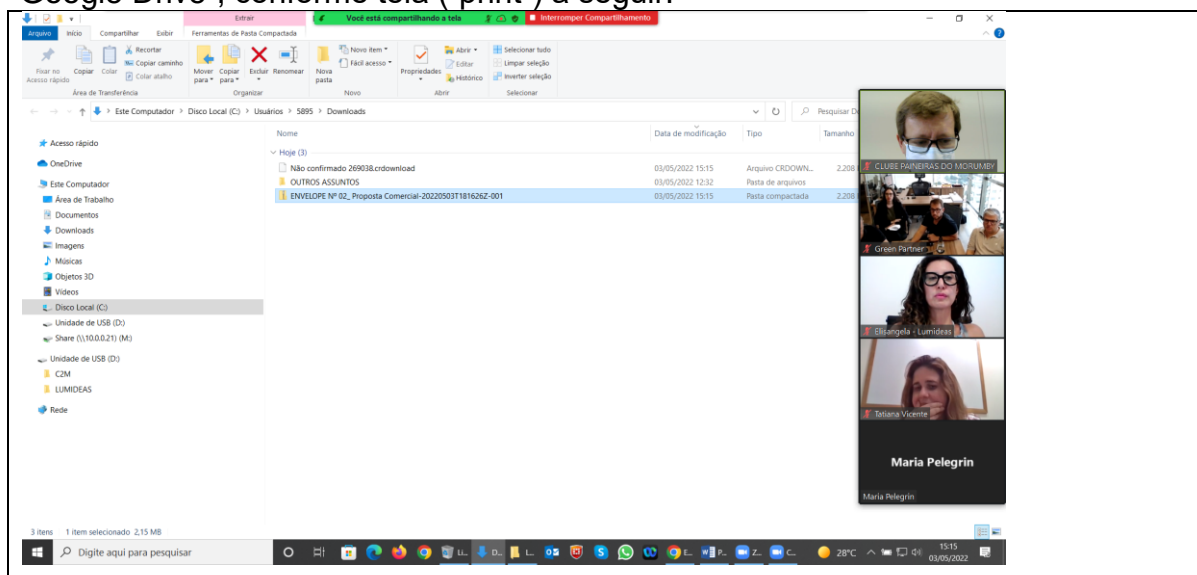 "Google Drive", conforme tela ("print") a seguir:
Extrair
Você está compartilhando a tela
Interromper Compartilhamento
Arquivo Início Compartilhar Exibir Ferramentas de Pasta Compactada
Fixar no Acesso rápido
Copiar
Colar
Recortar
Copiar caminho
Colar atalho
Mover para
Copiar para
Excluir
Renomear
Nova pasta
Novo item
Fácil acesso
Propriedades
Abrir
Editar
Histórico
Selecionar tudo
Limpar seleção
Inverter seleção
Área de Transferência Organizar Novo Abrir Selecionar
Este Computador > Disco Local (C:) > Usuários > 5895 > Downloads
Pesquisar D
Nome Data de modificação Tipo Tamanho
Hoje (3)
Não confirmado 269038.crdownload 03/05/2022 15:15 Arquivo CRDOWN... 2.208
OUTROS ASSUNTOS 03/05/2022 12:32 Pasta de arquivos
ENVELOPE Nº 02_ Proposta Comercial-20220503T181626Z-001 03/05/2022 15:15 Pasta compactada 2.208
Acesso rápido
OneDrive
Este Computador
Área de Trabalho
Documentos
Downloads
Imagens
Músicas
Objetos 3D
Vídeos
Disco Local (C:)
Unidade de USB (D:)
Share (\\10.0.0.21) (M:)
Unidade de USB (D:)
C2M
LUMIDEAS
Rede
CLUBE PAINEIRAS DO MORUMBY
Green Partner
Elisangela - Lumideas
Tatiana Vicente
Maria Pelegrin
Maria Pelegrin
3 itens 1 item selecionado 2,15 MB
Digite aqui para pesquisar
Li... D... L... E... P... Z... C...
28°C
15:15
03/05/2022